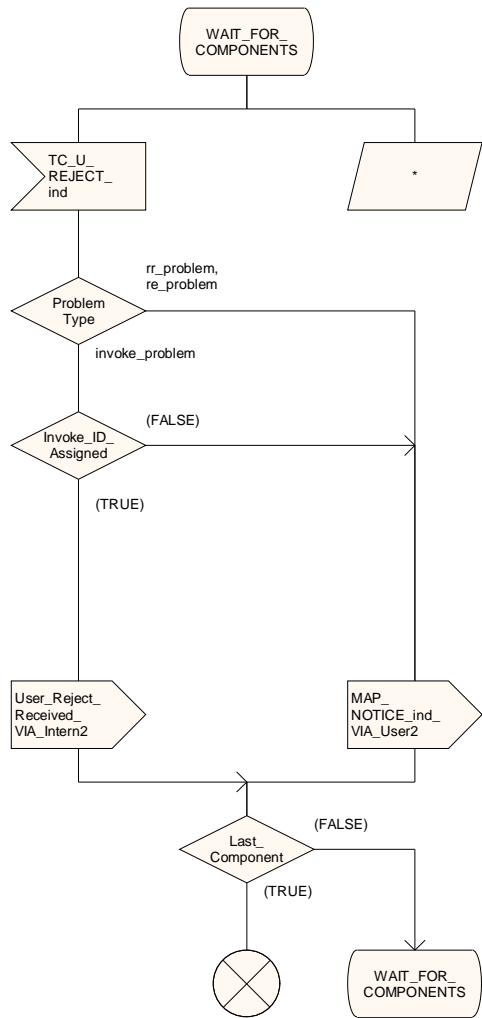 WAIT_FOR_
COMPONENTS
TC_U_
REJECT_
ind
*
rr_problem,
re_problem
Problem
Type
invoke_problem
(FALSE)
Invoke_ID_
Assigned
(TRUE)
User_Reject_
Received_
VIA_Intern2
MAP_
NOTICE_ind_
VIA_User2
(FALSE)
Last_
Component
(TRUE)
WAIT_FOR_
COMPONENTS